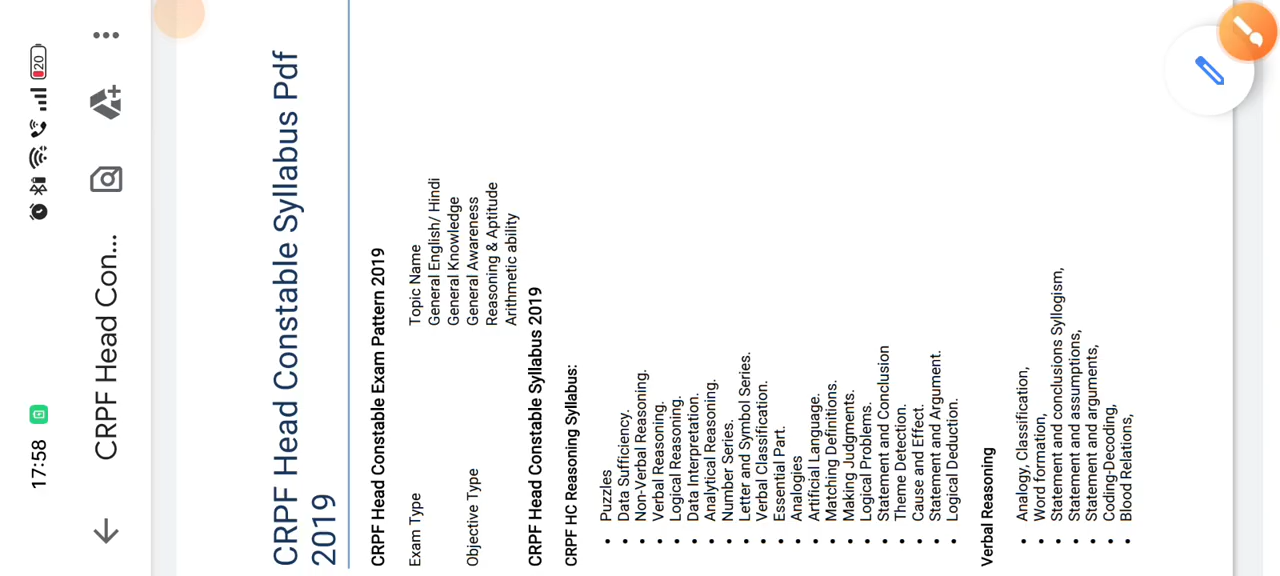 17:58
20
CRPF Head Con...
CRPF Head Constable Syllabus Pdf
2019
CRPF Head Constable Exam Pattern 2019
Exam Type
Topic Name
Objective Type
General English/ Hindi
General Knowledge
General Awareness
Reasoning & Aptitude
Arithmetic ability
CRPF Head Constable Syllabus 2019
CRPF HC Reasoning Syllabus:
• Puzzles
• Data Sufficiency.
• Non-Verbal Reasoning.
• Verbal Reasoning.
• Logical Reasoning.
• Data Interpretation.
• Analytical Reasoning.
• Number Series.
• Letter and Symbol Series.
• Verbal Classification.
• Essential Part.
• Analogies
• Artificial Language.
• Matching Definitions.
• Making Judgments.
• Logical Problems.
• Statement and Conclusion
• Theme Detection.
• Cause and Effect.
• Statement and Argument.
• Logical Deduction.
Verbal Reasoning
• Analogy, Classification,
• Word formation,
• Statement and conclusions Syllogism,
• Statement and assumptions,
• Statement and arguments,
• Coding-Decoding,
• Blood Relations,